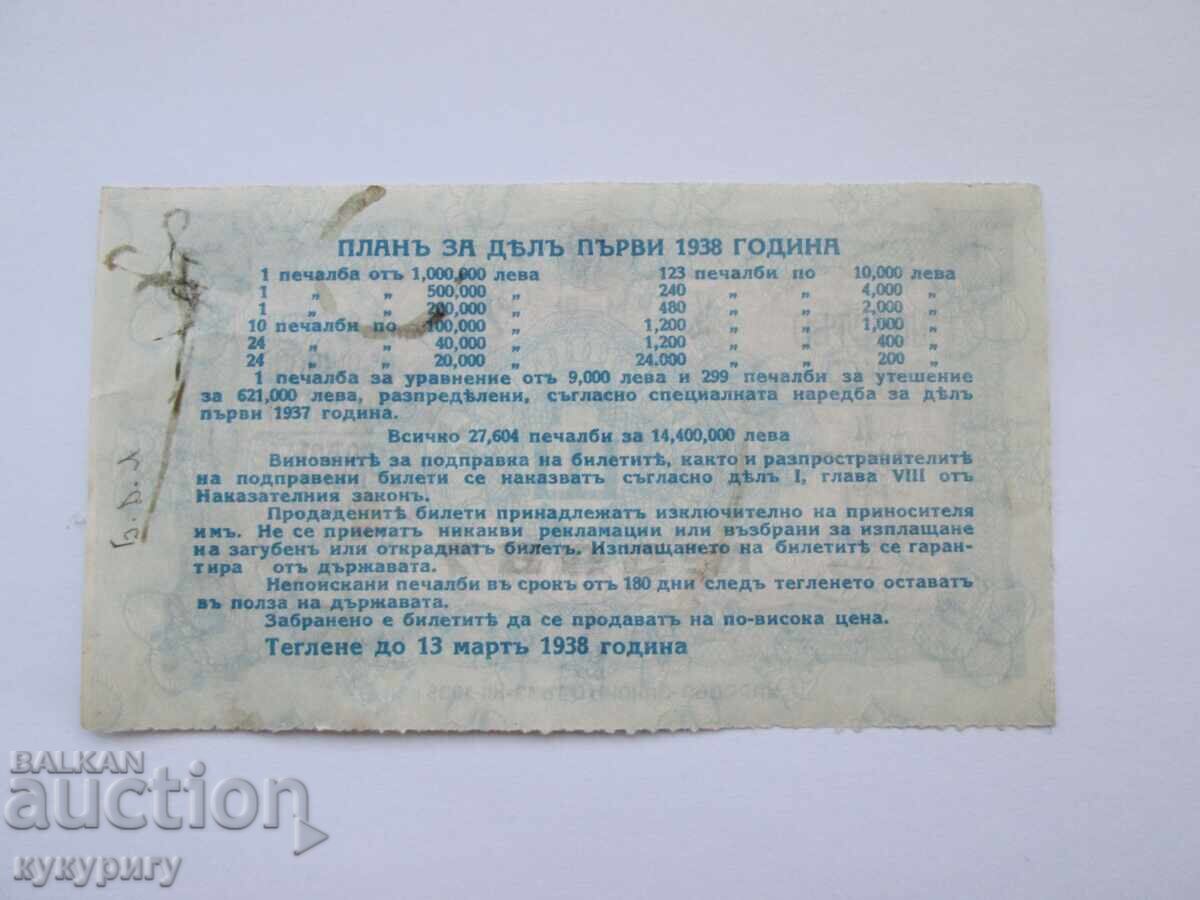 ПЛАНЪ ЗА ДѢЛЪ ПЪРВИ 1938 ГОДИНА
1 печалба отъ 1,000,000 лева 123 печалби по 10,000 лева
1 „ „ 500,000 „ 240 „ „ 4,000 „
1 „ „ 200,000 „ 480 „ „ 2,000 „
10 печалби по 100,000 „ 1,200 „ „ 1,000 „
24 „ „ 40,000 „ 1,200 „ „ 400 „
24 „ „ 20,000 „ 24.000 „ „ 200 „
1 печалба за уравнение отъ 9,000 лева и 299 печалби за утешение
за 621,000 лева, разпредѣлени, съгласно специалната наредба за дѣлъ
първи 1937 година.
Всичко 27,604 печалби за 14,400,000 лева
Виновнитѣ за подправка на билетитѣ, както и разпространителитѣ
на подправени билети се наказватъ съгласно дѣлъ I, глава VIII отъ
Наказателния законъ.
Продаденитѣ билети принадлежатъ изключително на приносителя
имъ. Не се приематъ никакви рекламации или възбрани за изплащане
на загубенъ или откраднатъ билетъ. Изплащането на билетитѣ се гаран-
тира отъ държавата.
Непоискани печалби въ срокъ отъ 180 дни следъ тегленето оставатъ
въ полза на държавата.
Забранено е билетитѣ да се продаватъ на по-висока цена.
Теглене до 13 мартъ 1938 година
BALKAN
auction
кукуригу